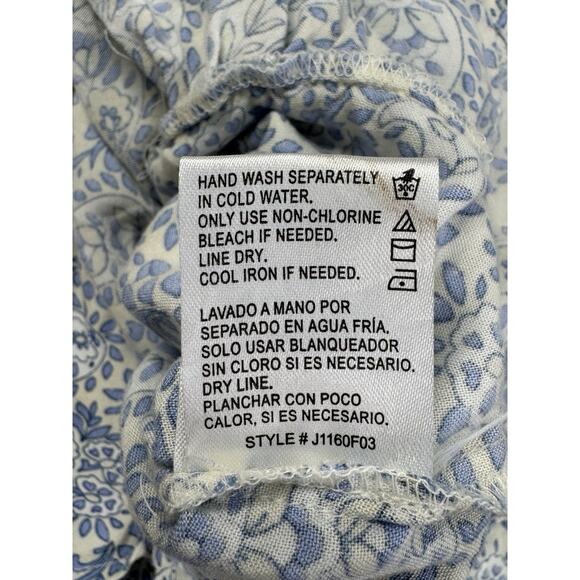 HAND WASH SEPARATELY
IN COLD WATER.
ONLY USE NON-CHLORINE
BLEACH IF NEEDED.
LINE DRY.
COOL IRON IF NEEDED.
30C
LAVADO A MANO POR
SEPARADO EN AGUA FRÍA.
SOLO USAR BLANQUEADOR
SIN CLORO SI ES NECESARIO.
DRY LINE.
PLANCHAR CON POCO
CALOR, SI ES NECESARIO.
STYLE # J1160F03